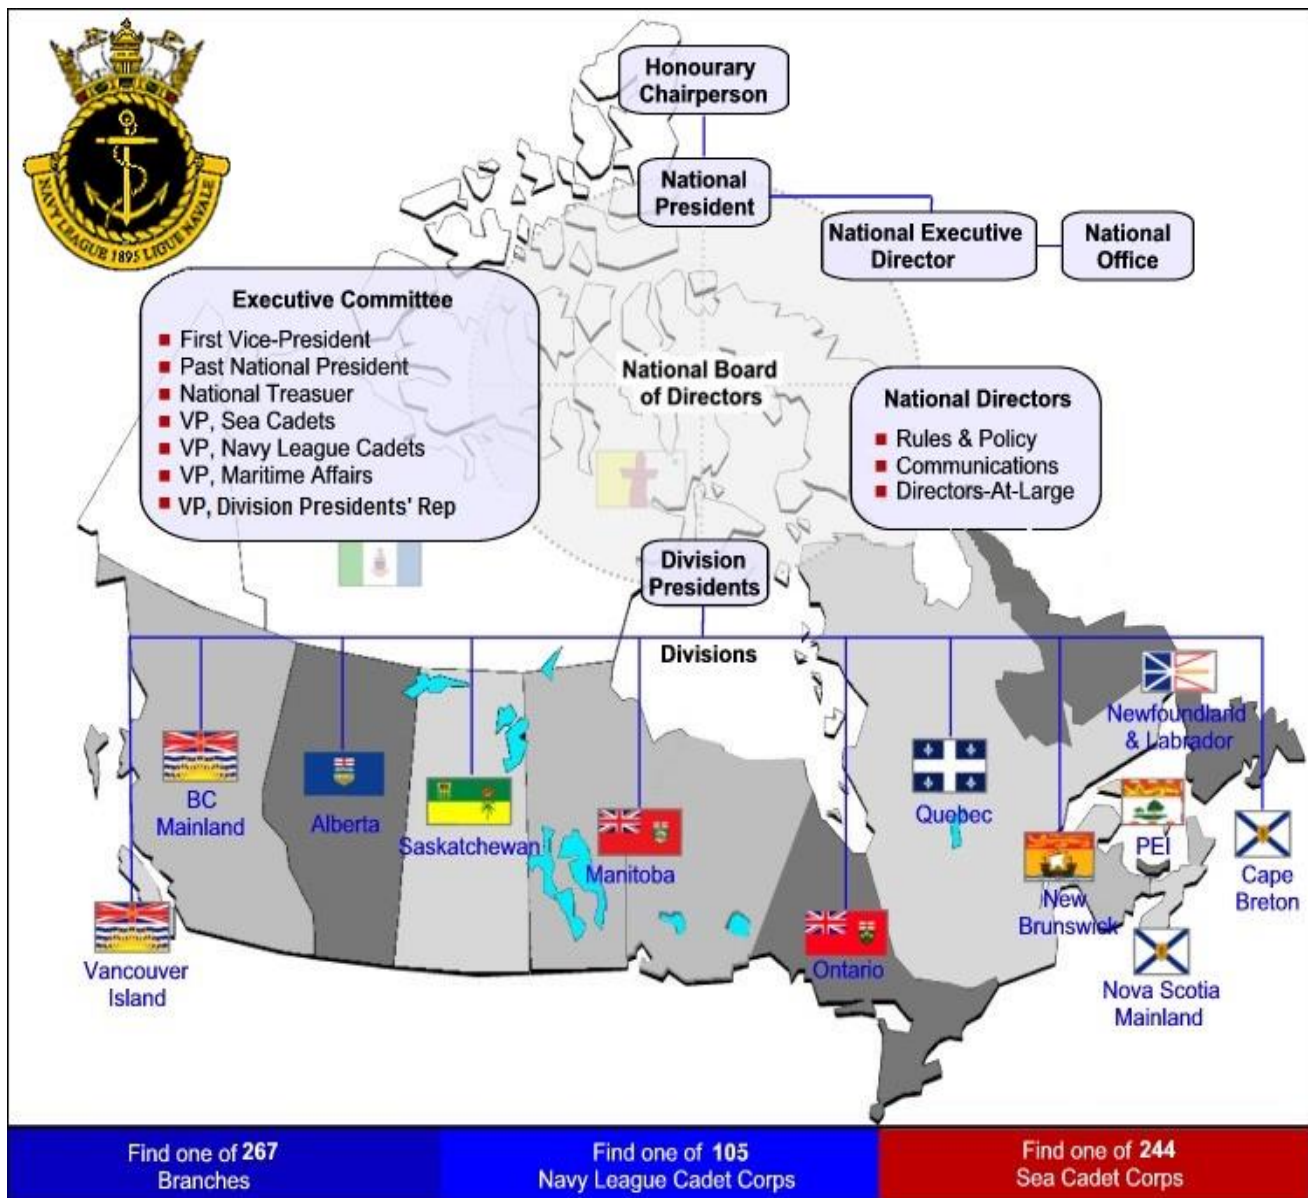 NAVY LEAGUE 1895 LIGUE NAVALE
Honourary
Chairperson
National
President
National Executive
Director
National
Office
Executive Committee
First Vice-President
Past National President
National Treasuer
VP, Sea Cadets
VP, Navy League Cadets
VP, Maritime Affairs
VP, Division Presidents' Rep
National Board
of Directors
National Directors
Rules & Policy
Communications
Directors-At-Large
Division
Presidents
Divisions
BC
Mainland
Alberta
Saskatchewan
Manitoba
Ontario
Quebec
Newfoundland
& Labrador
PEI
New
Brunswick
Cape
Breton
Nova Scotia
Mainland
Vancouver
Island
Find one of 267
Branches
Find one of 105
Navy League Cadet Corps
Find one of 244
Sea Cadet Corps